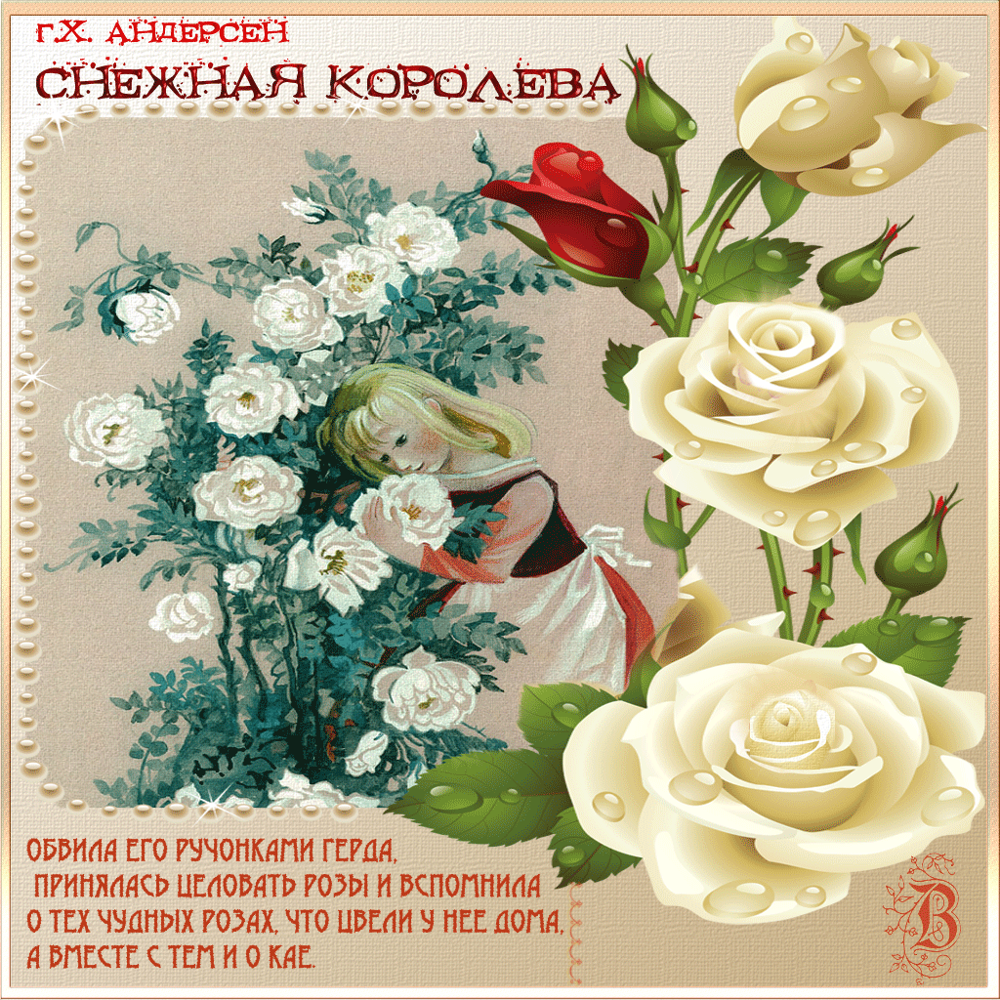 Г.Х. АНДЕРСЕН
СНЕЖНАЯ КОРОЛЕВА
ОБВИЛА ЕГО РУЧОНКАМИ ГЕРДА,
ПРИНЯЛАСЬ ЦЕЛОВАТЬ РОЗЫ И ВСПОМНИЛА
О ТЕХ ЧУДНЫХ РОЗАХ, ЧТО ЦВЕЛИ У НЕЕ ДОМА,
А ВМЕСТЕ С ТЕМ И О КАЕ.
В